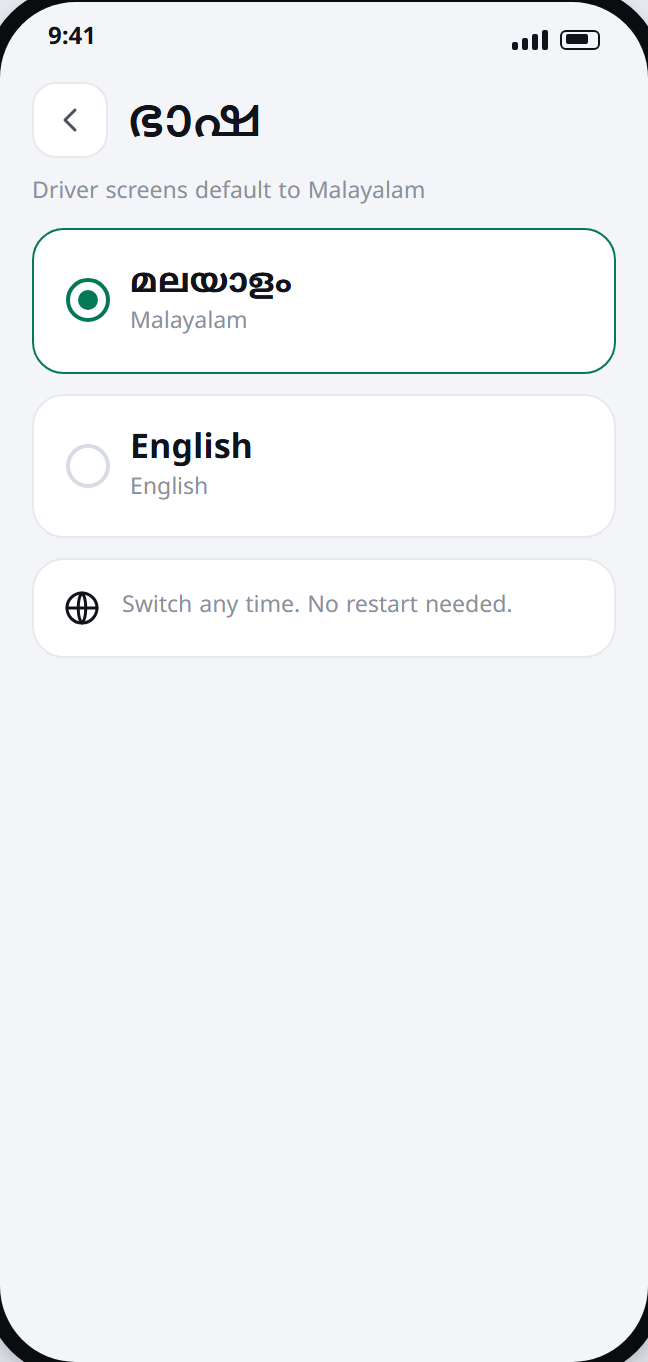 9:41
ഭാഷ
Driver screens default to Malayalam
മലയാളം
Malayalam
English
English
Switch any time. No restart needed.